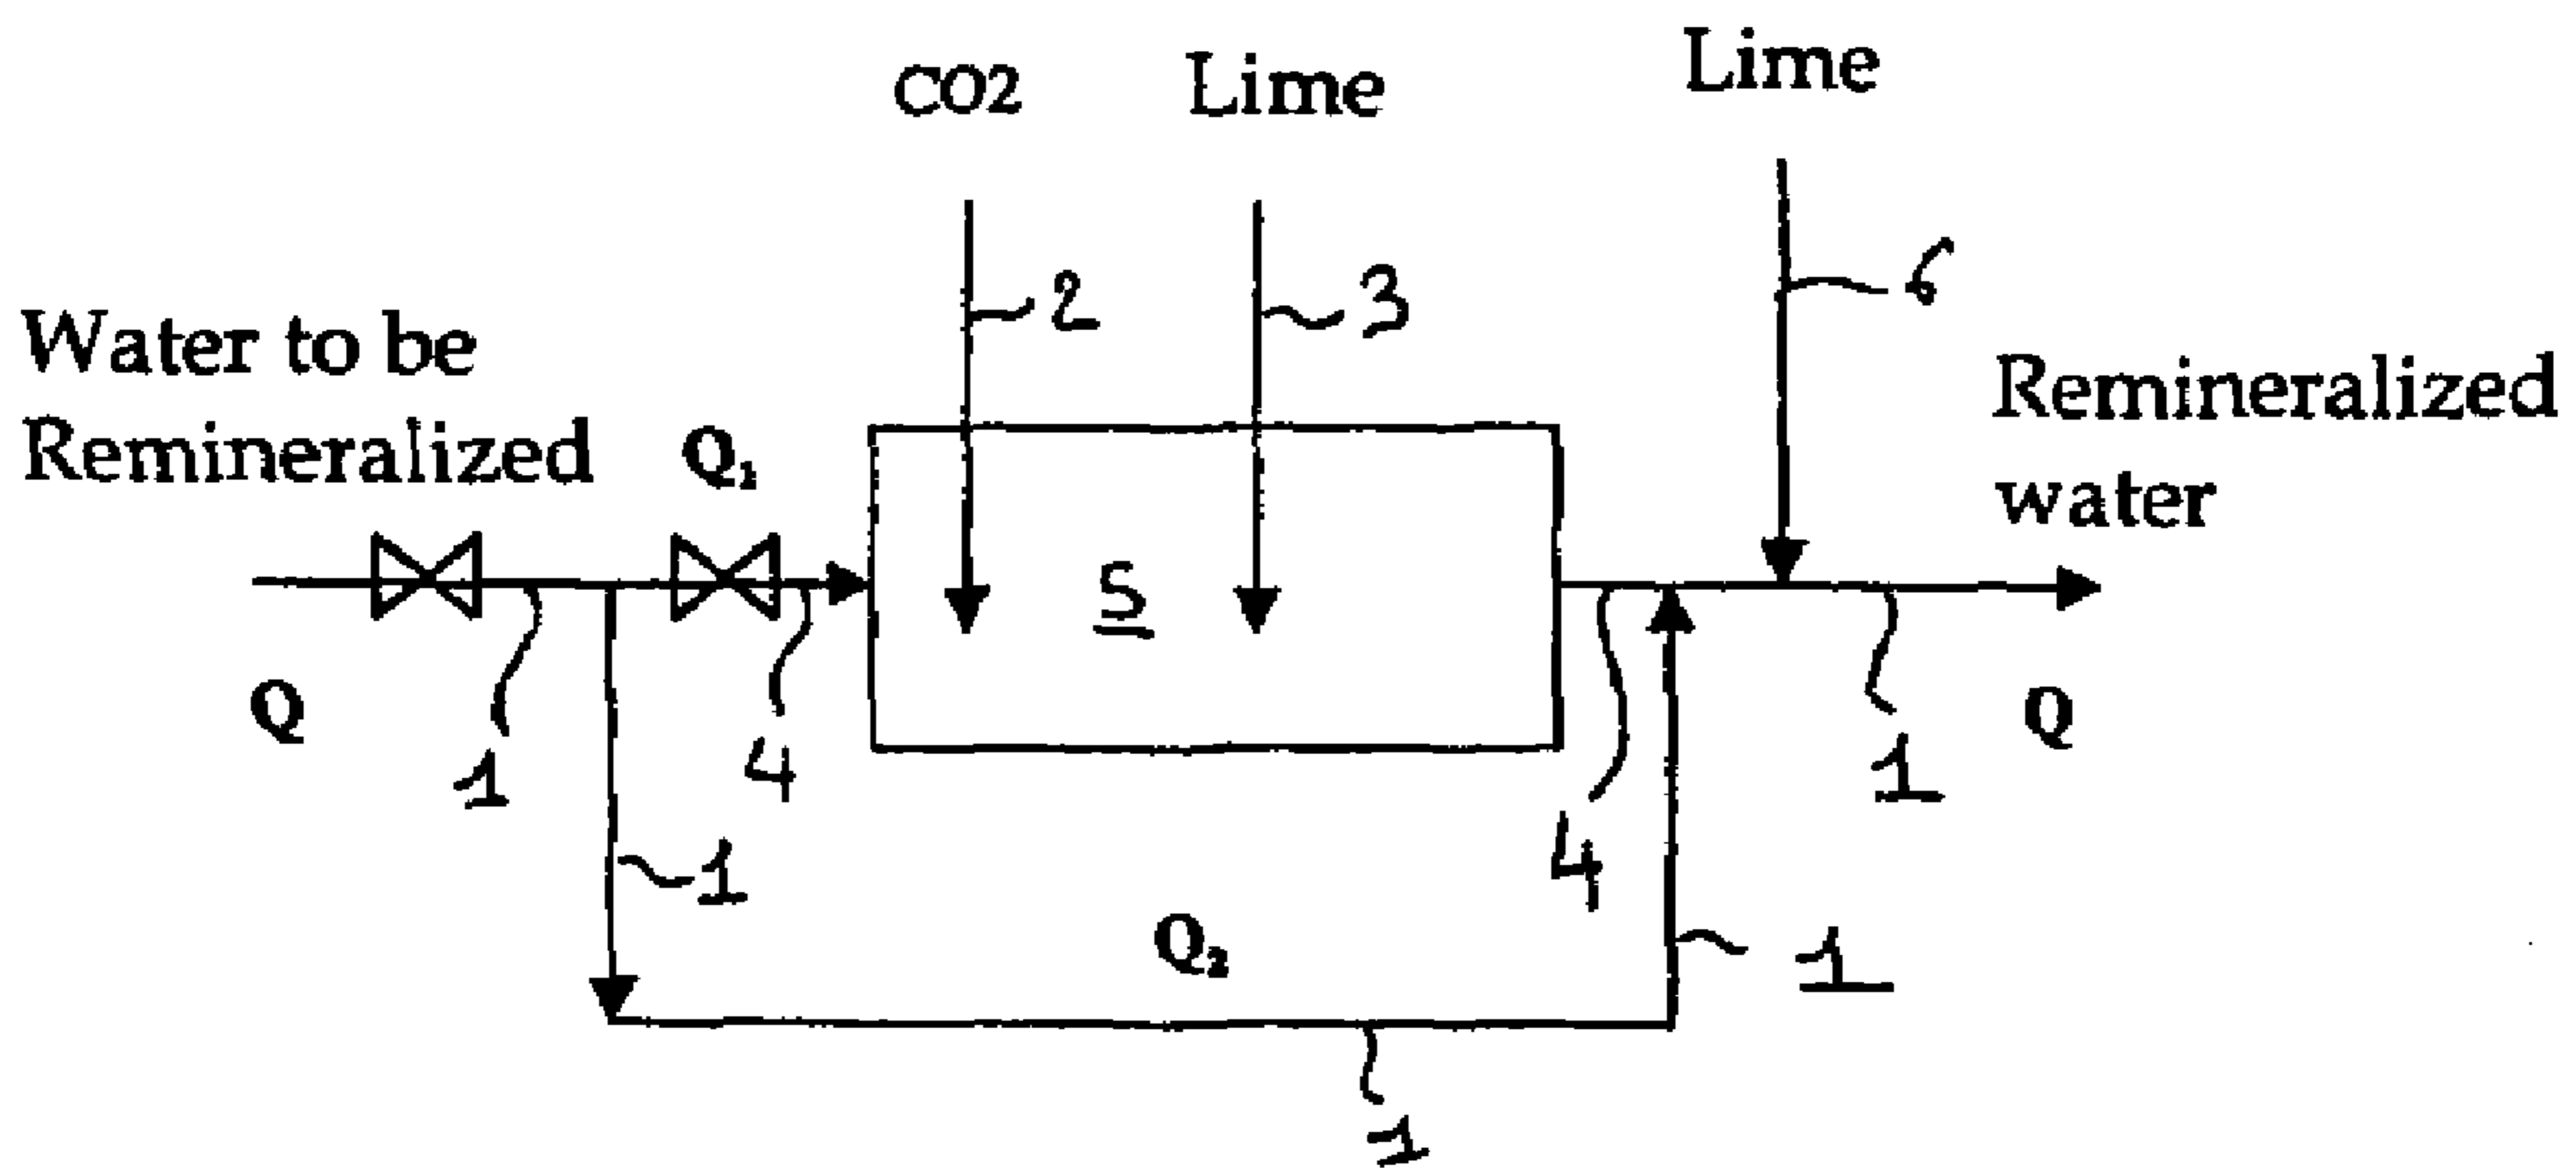 CO2
Lime
Lime
2
3
6
Water to be
Remineralized
Remineralized
water
Q₁
5
Q
1
4
4
1
Q
1
Q₂
1
1